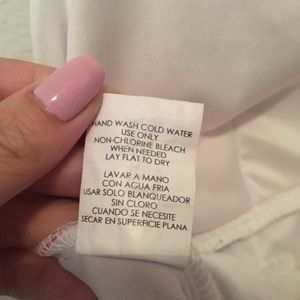 HAND WASH COLD WATER
USE ONLY
NON-CHLORINE BLEACH
WHEN NEEDED
LAY FLAT TO DRY
LAVAR A MANO
CON AGUA FRIA
USAR SOLO BLANQUEADOR
SIN CLORO
CUANDO SE NECESITE
SECAR EN SUPERFICIE PLANA